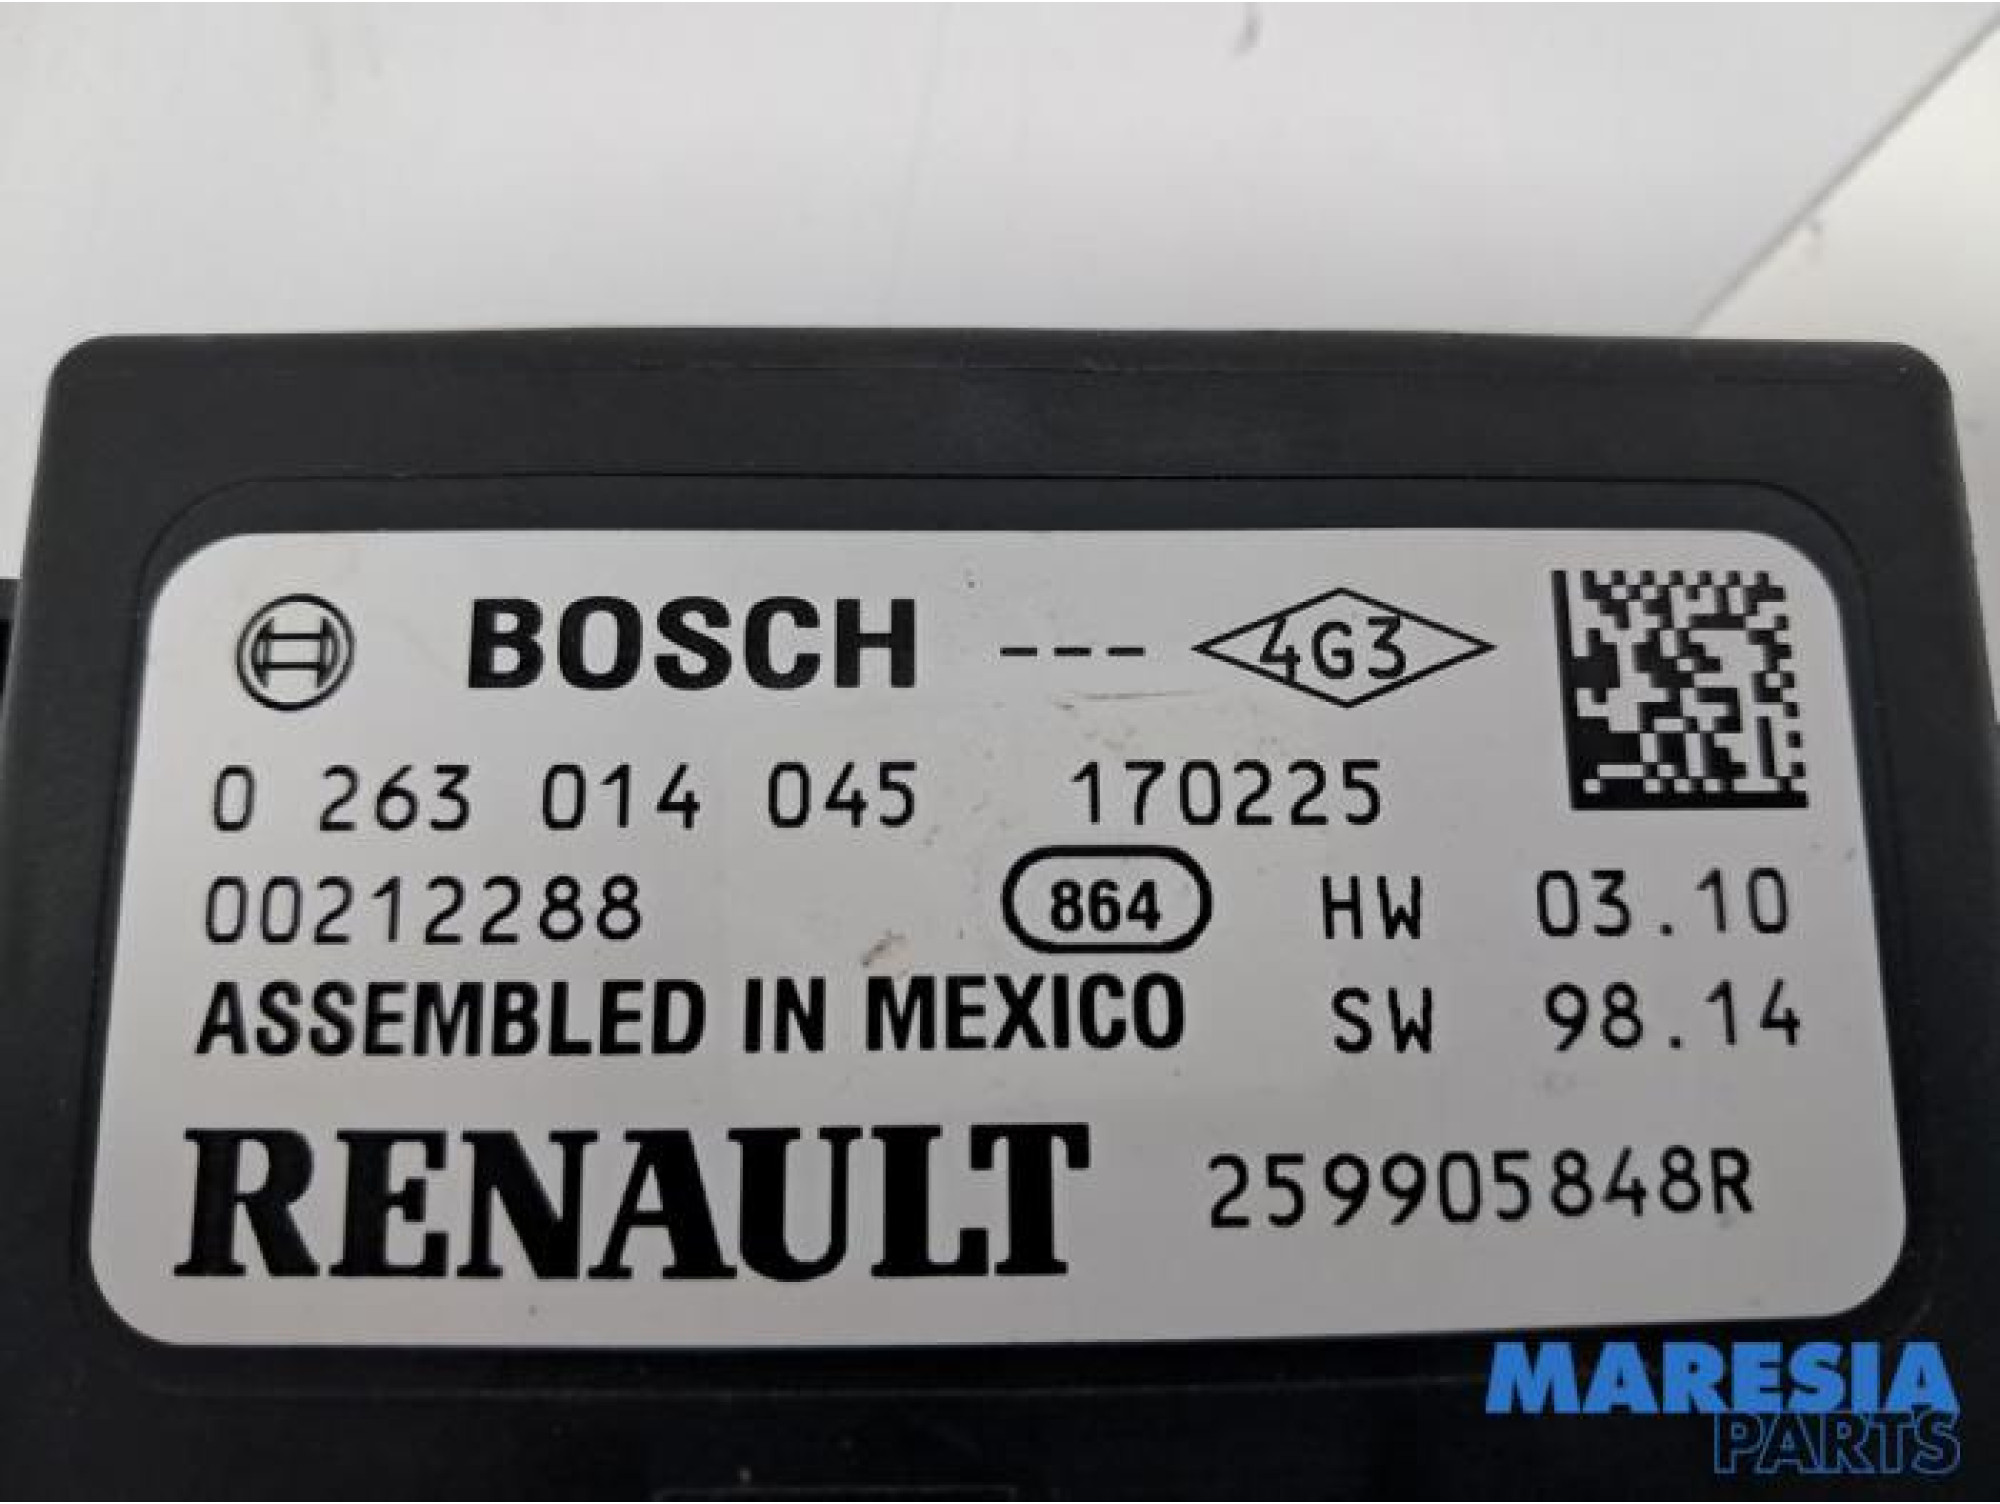 BOSCH --- 4G3
0 263 014 045 170225
00212288 864 HW 03.10
ASSEMBLED IN MEXICO SW 98.14
RENAULT 259905848R
MARESIA
PARTS